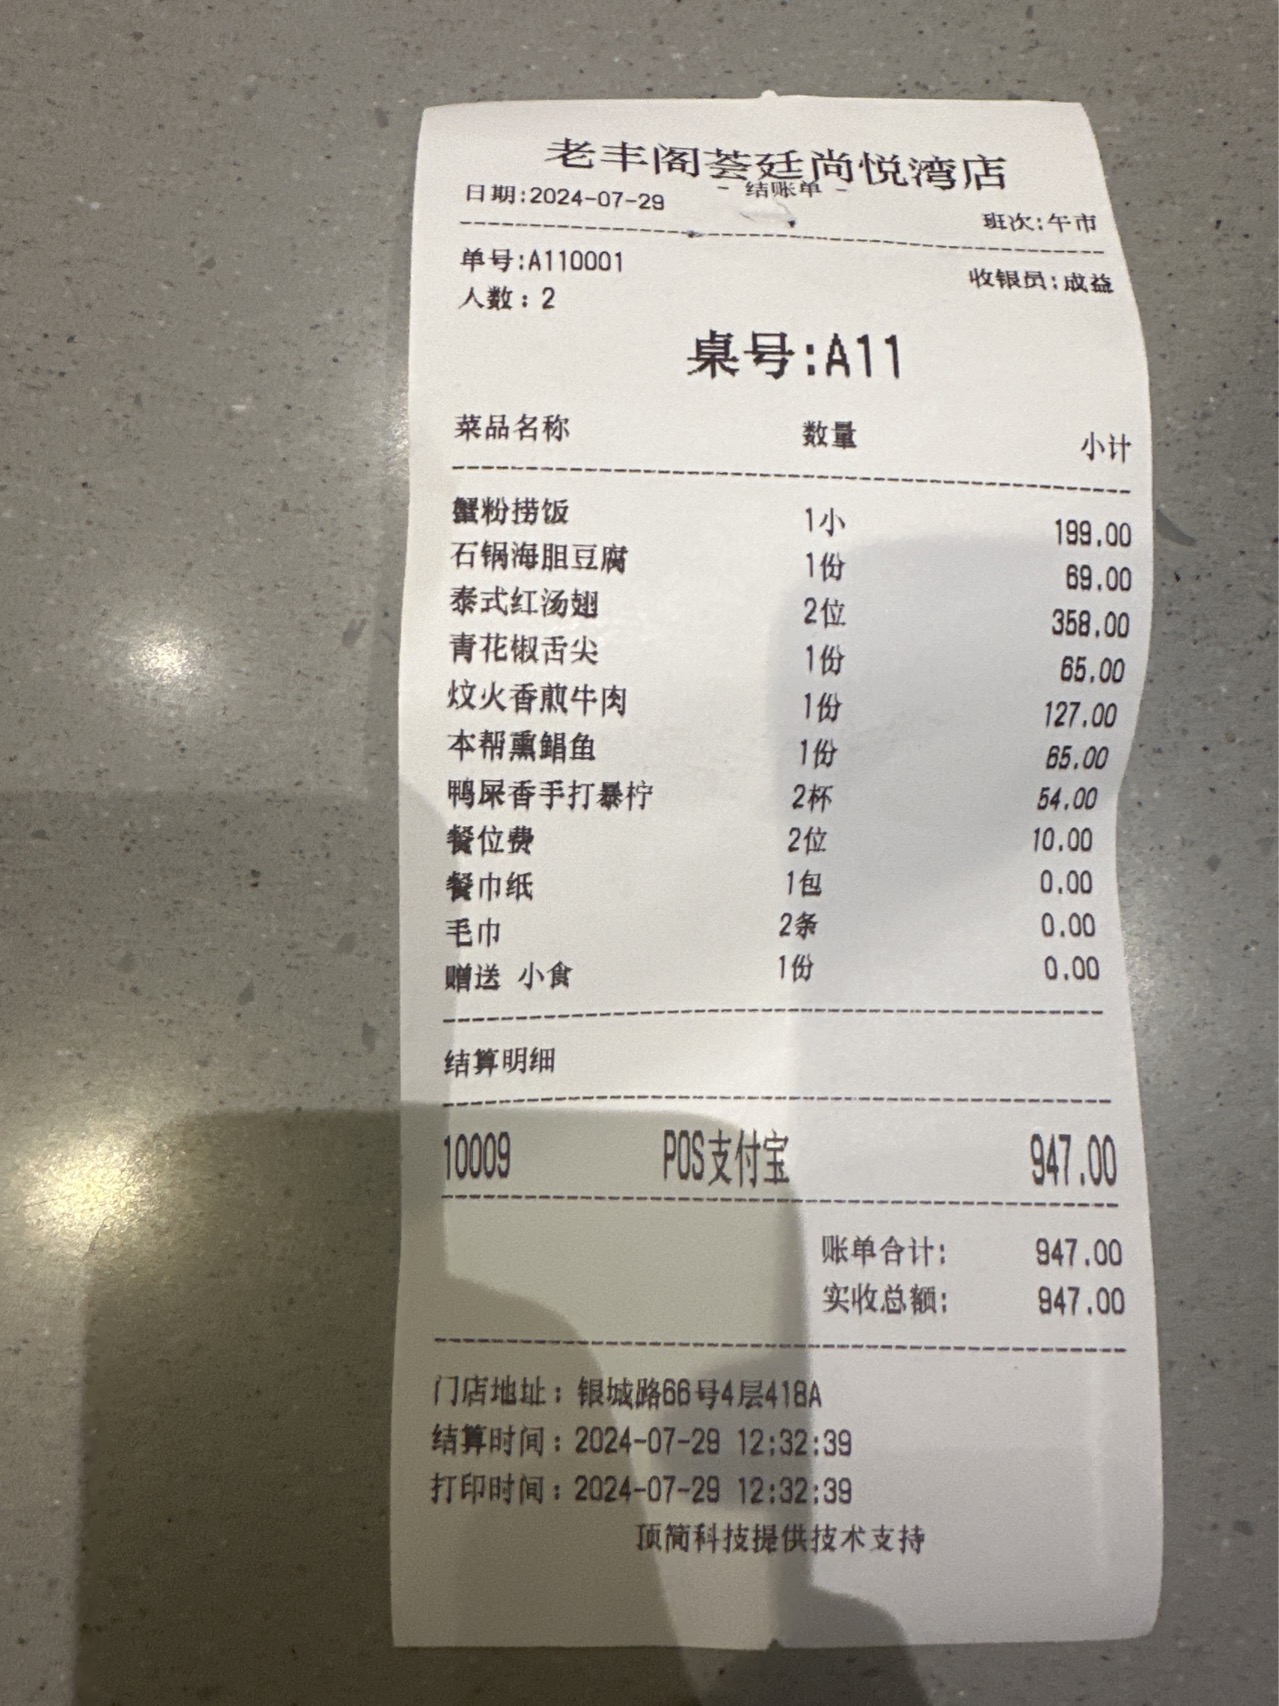 老丰阁荟廷尚悦湾店
- 结账单 -
日期:2024-07-29 班次:午市
单号:A110001 收银员:成益
人数:2
桌号:A11
菜品名称 数量 小计
蟹粉捞饭 1小 199.00
石锅海胆豆腐 1份 69.00
泰式红汤翅 2位 358.00
青花椒舌尖 1份 65.00
炆火香煎牛肉 1份 127.00
本帮熏鲳鱼 1份 65.00
鸭屎香手打暴柠 2杯 54.00
餐位费 2位 10.00
餐巾纸 1包 0.00
毛巾 2条 0.00
赠送 小食 1份 0.00
结算明细
10009 POS支付宝 947.00
账单合计: 947.00
实收总额: 947.00
门店地址:银城路66号4层418A
结算时间:2024-07-29 12:32:39
打印时间:2024-07-29 12:32:39
顶简科技提供技术支持